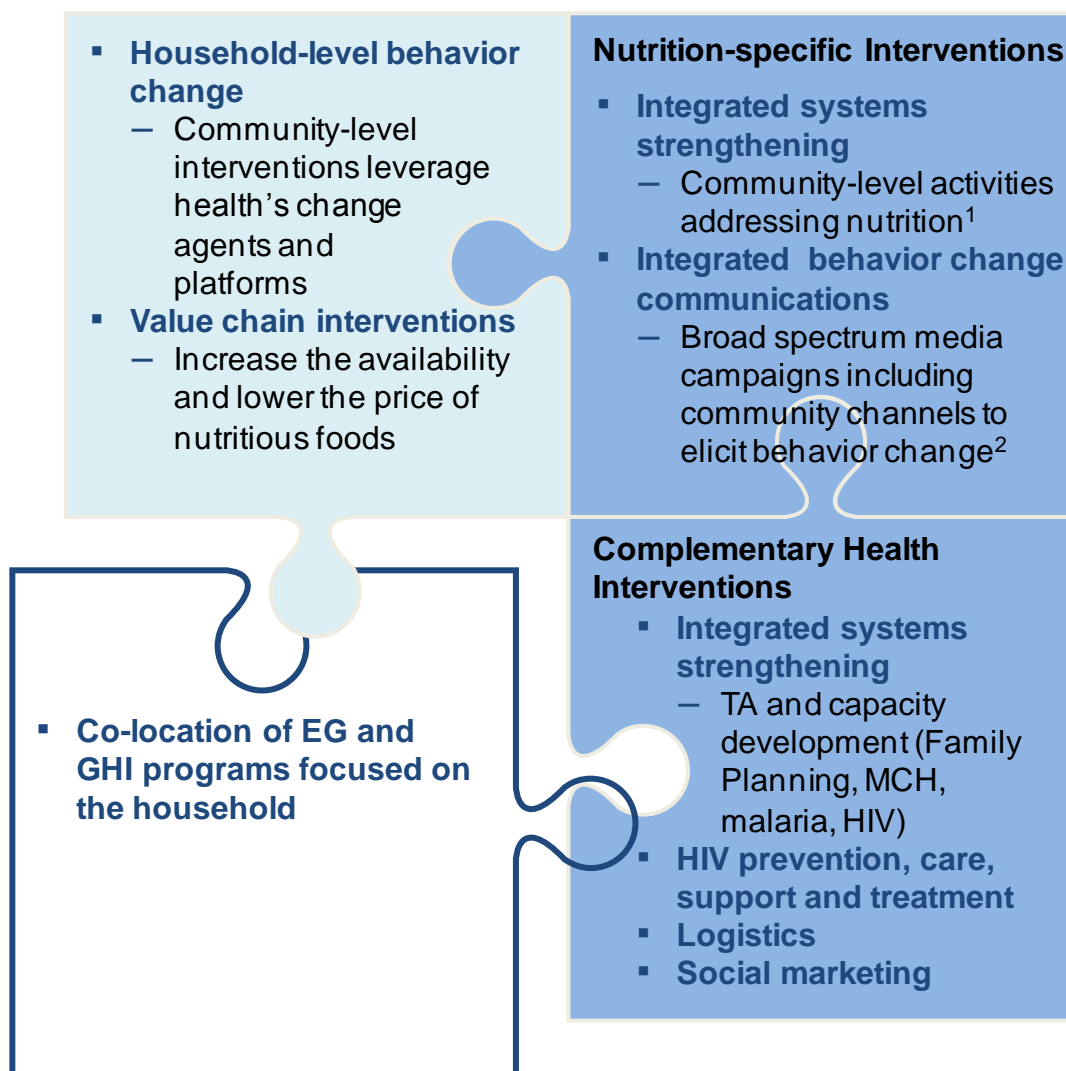 ▪ Household-level behavior
change
– Community-level
interventions leverage
health’s change
agents and
platforms
▪ Value chain interventions
– Increase the availability
and lower the price of
nutritious foods
Nutrition-specific Interventions
▪ Integrated systems
strengthening
– Community-level activities
addressing nutrition¹
▪ Integrated behavior change
communications
– Broad spectrum media
campaigns including
community channels to
elicit behavior change²
▪ Co-location of EG and
GHI programs focused on
the household
Complementary Health
Interventions
▪ Integrated systems
strengthening
– TA and capacity
development (Family
Planning, MCH,
malaria, HIV)
▪ HIV prevention, care,
support and treatment
▪ Logistics
▪ Social marketing